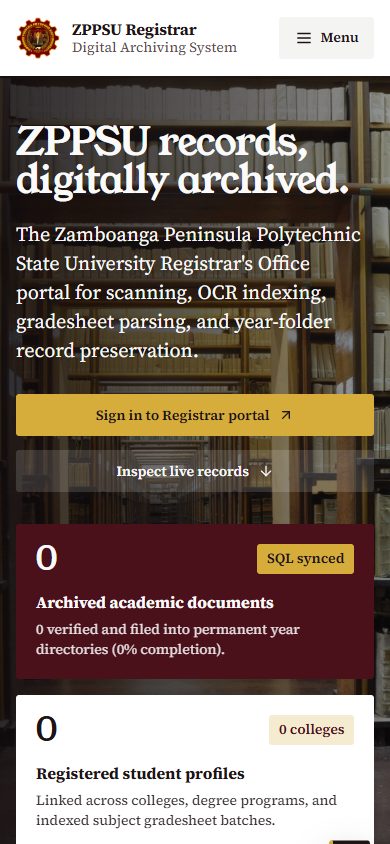 ZPPSU Registrar
Digital Archiving System
Menu
ZPPSU records,
digitally archived.
The Zamboanga Peninsula Polytechnic
State University Registrar's Office
portal for scanning, OCR indexing,
gradesheet parsing, and year-folder
record preservation.
Sign in to Registrar portal
Inspect live records
0
SQL synced
Archived academic documents
0 verified and filed into permanent year
directories (0% completion).
0
0 colleges
Registered student profiles
Linked across colleges, degree programs, and
indexed subject gradesheet batches.